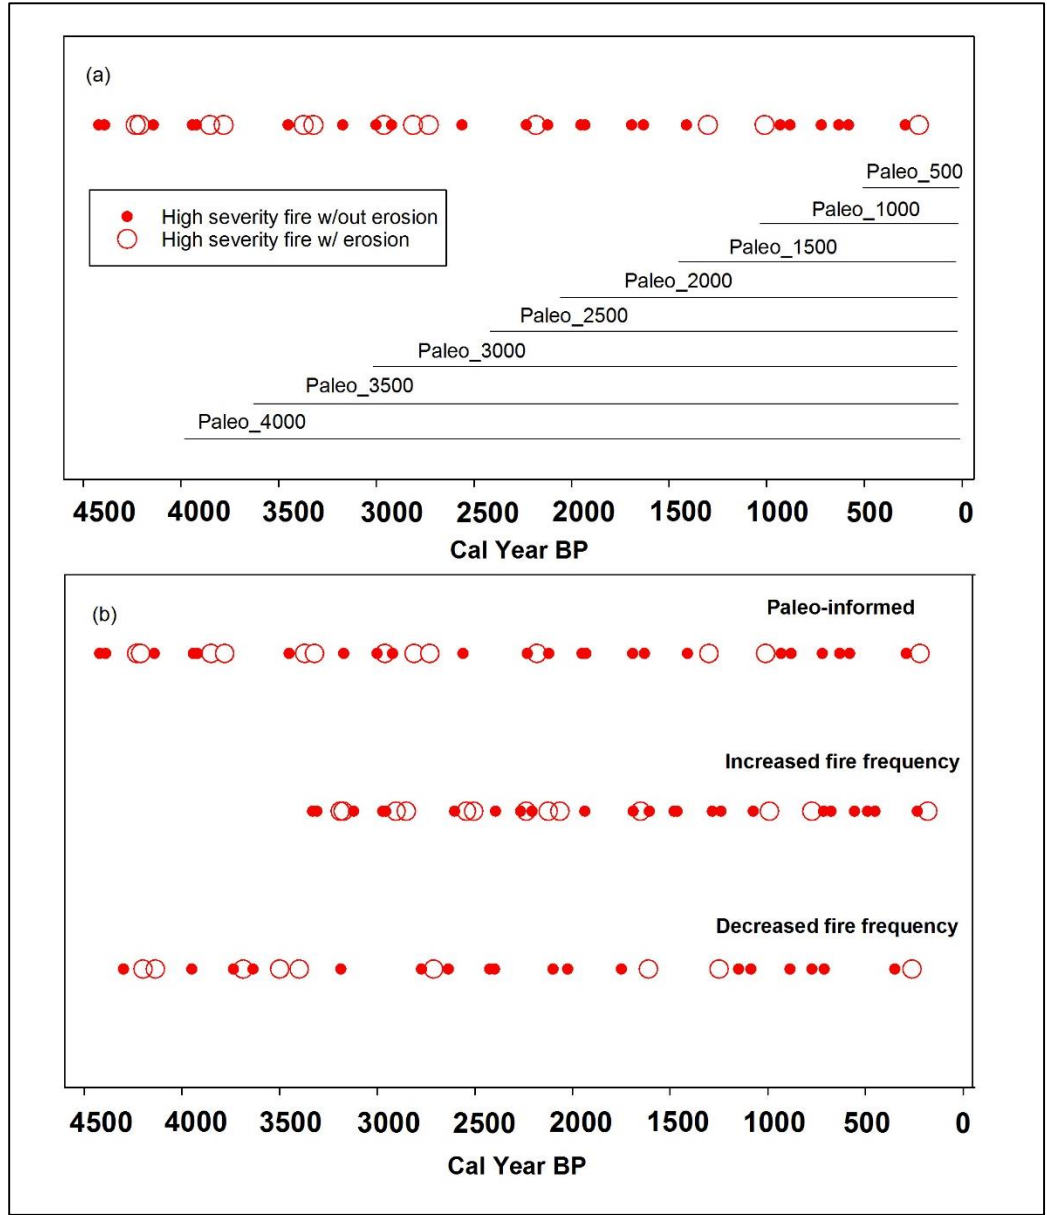 (a)
Paleo_500
High severity fire w/out erosion
Paleo_1000
High severity fire w/ erosion
Paleo_1500
Paleo_2000
Paleo_2500
Paleo_3000
Paleo_3500
Paleo_4000
4500 4000 3500 3000 2500 2000 1500 1000 500 0
Cal Year BP
(b)
Paleo-informed
Increased fire frequency
Decreased fire frequency
4500 4000 3500 3000 2500 2000 1500 1000 500 0
Cal Year BP